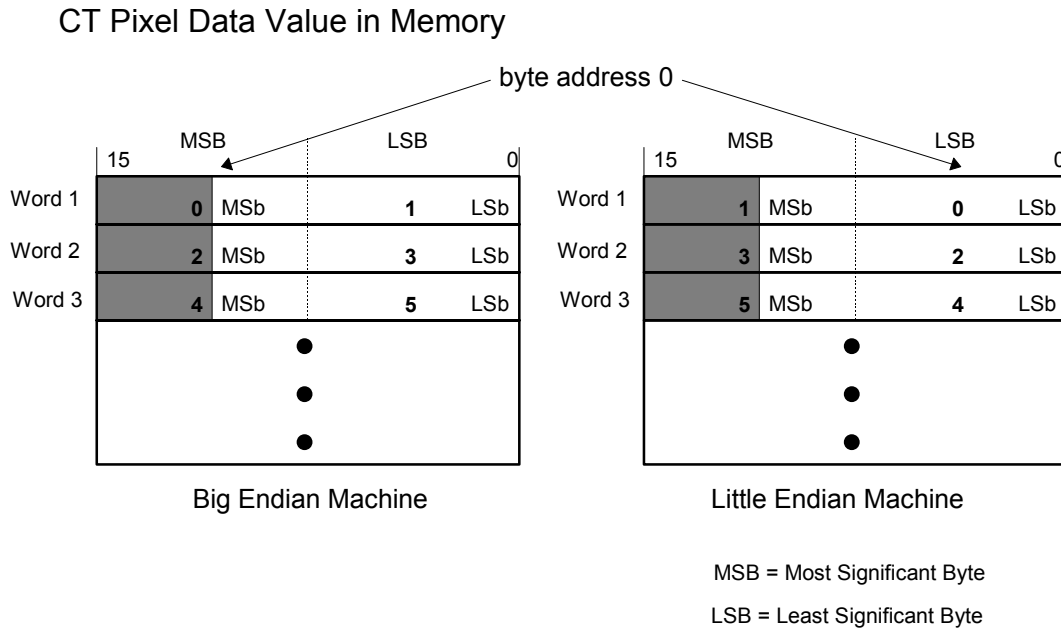 CT Pixel Data Value in Memory
byte address 0
MSB LSB MSB LSB
15 0 15 0
Word 1 0 MSb 1 LSb Word 1 1 MSb 0 LSb
Word 2 2 MSb 3 LSb Word 2 3 MSb 2 LSb
Word 3 4 MSb 5 LSb Word 3 5 MSb 4 LSb
Big Endian Machine Little Endian Machine
MSB = Most Significant Byte
LSB = Least Significant Byte